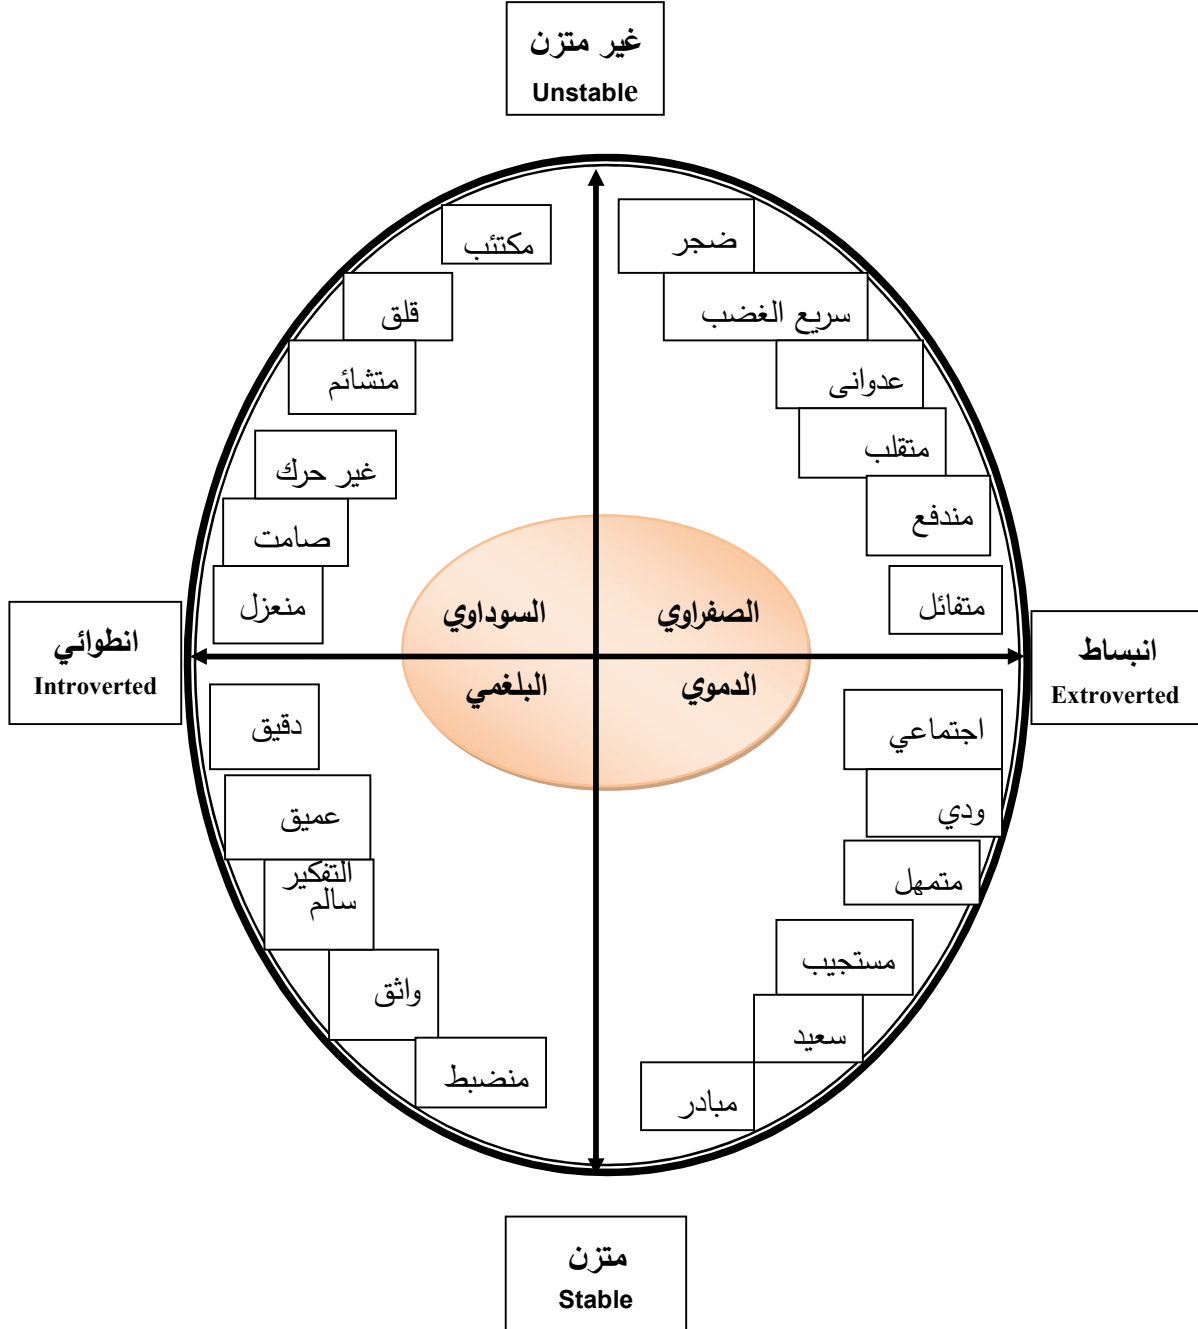 غير متزن
Unstable
ضجر
مكتئب
سريع الغضب
قلق
عدوانى
متشائم
متقلب
غير حرك
مندفع
صامت
متفائل
منعزل
الصفراوي
السوداوي
انبساط
Extroverted
انطوائي
Introverted
الدموي
البلغمي
اجتماعي
دقيق
ودي
عميق
التفكير
متمهل
سالم
مستجيب
واثق
سعيد
منضبط
مبادر
متزن
Stable